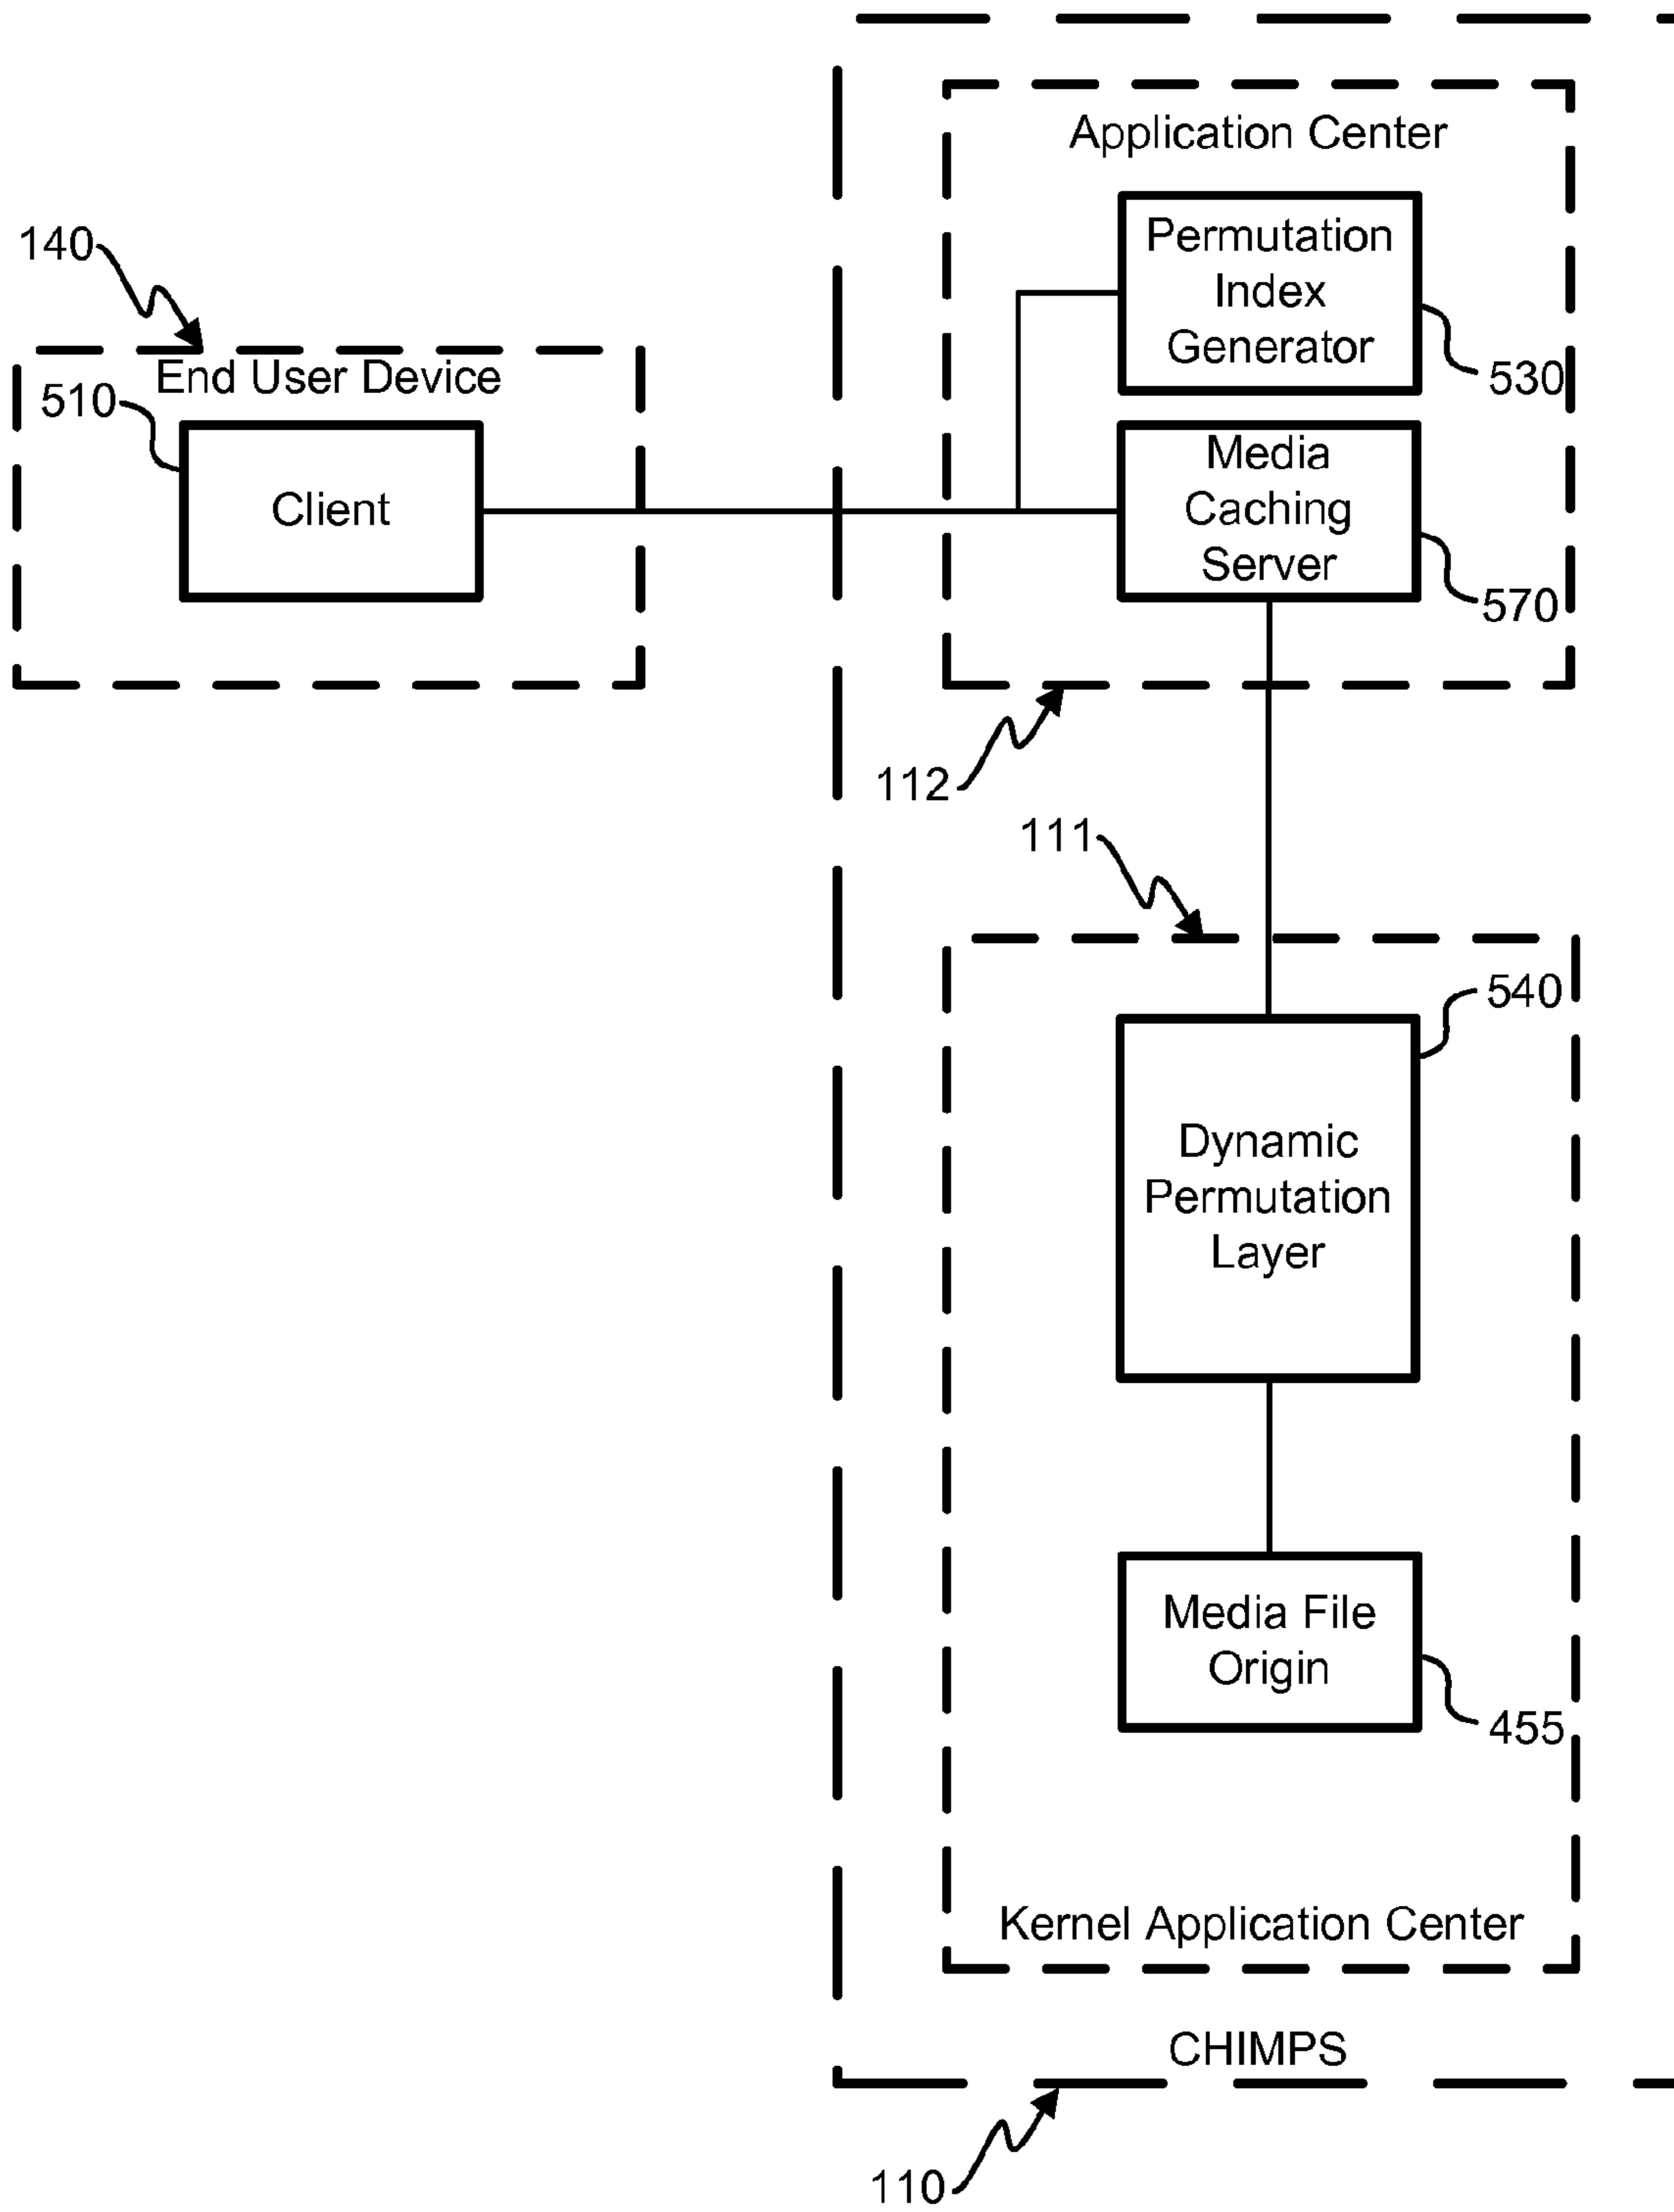 Application Center
Permutation
Index
Generator
530
140
End User Device
510
Client
Media
Caching
Server
570
112
111
540
Dynamic
Permutation
Layer
Media File
Origin
455
Kernel Application Center
CHIMPS
110